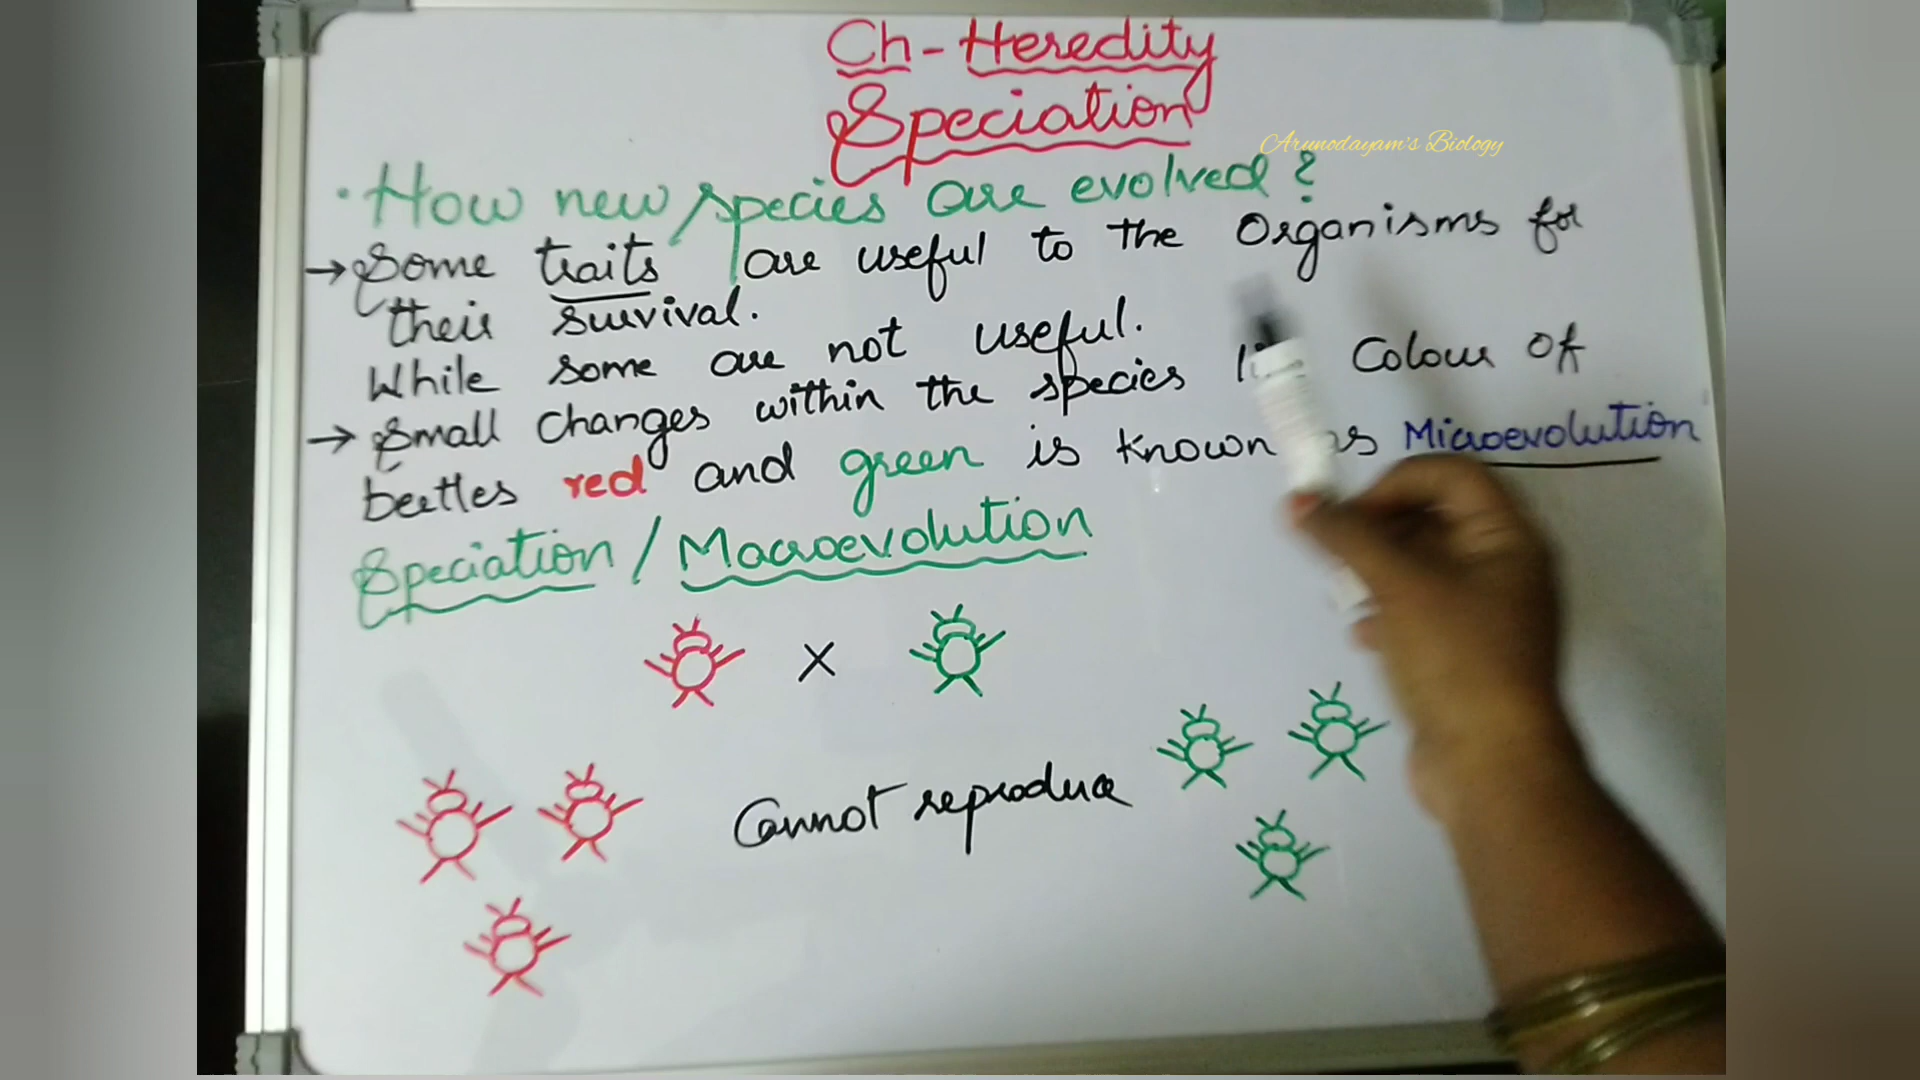 Ch - Heredity
Speciation
Arunodayam's Biology
· How new species are evolved?
→ Some traits are useful to the Organisms for
their survival.
While some are not useful.
→ Small changes within the species Colour of
beetles red and green is known as Microevolution
Speciation / Macroevolution
X
Cannot reproduce